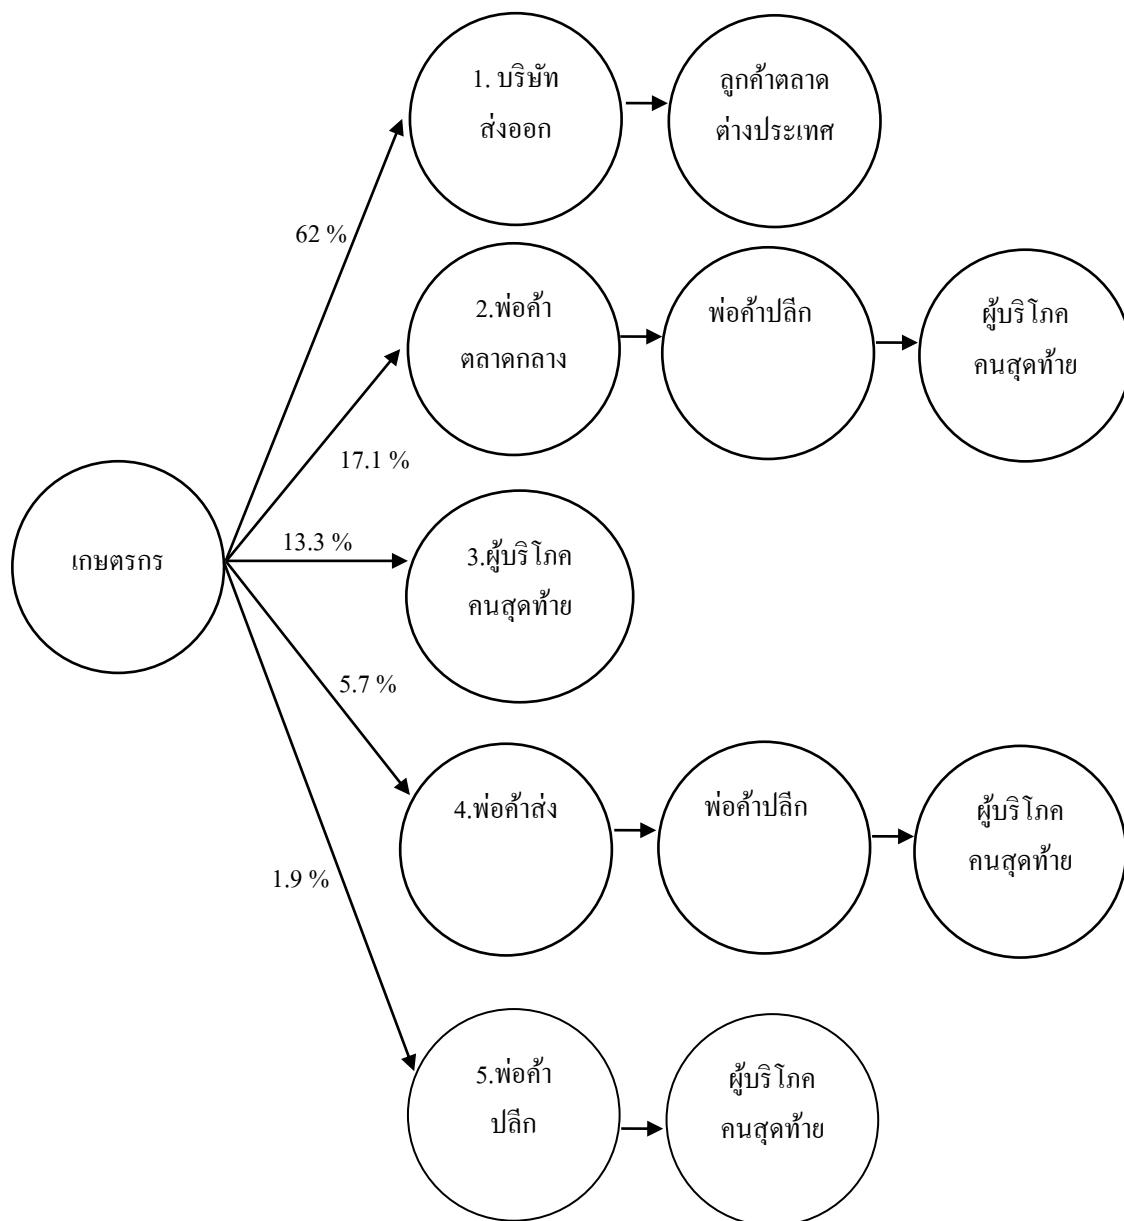 1. บริษัท
ส่งออก
ลูกค้าตลาด
ต่างประเทศ
62 %
2.พ่อค้า
ตลาดกลาง
พ่อค้าปลีก
ผู้บริโภค
คนสุดท้าย
17.1 %
เกษตรกร
13.3 %
3.ผู้บริโภค
คนสุดท้าย
5.7 %
4.พ่อค้าส่ง
พ่อค้าปลีก
ผู้บริโภค
คนสุดท้าย
1.9 %
5.พ่อค้า
ปลีก
ผู้บริโภค
คนสุดท้าย